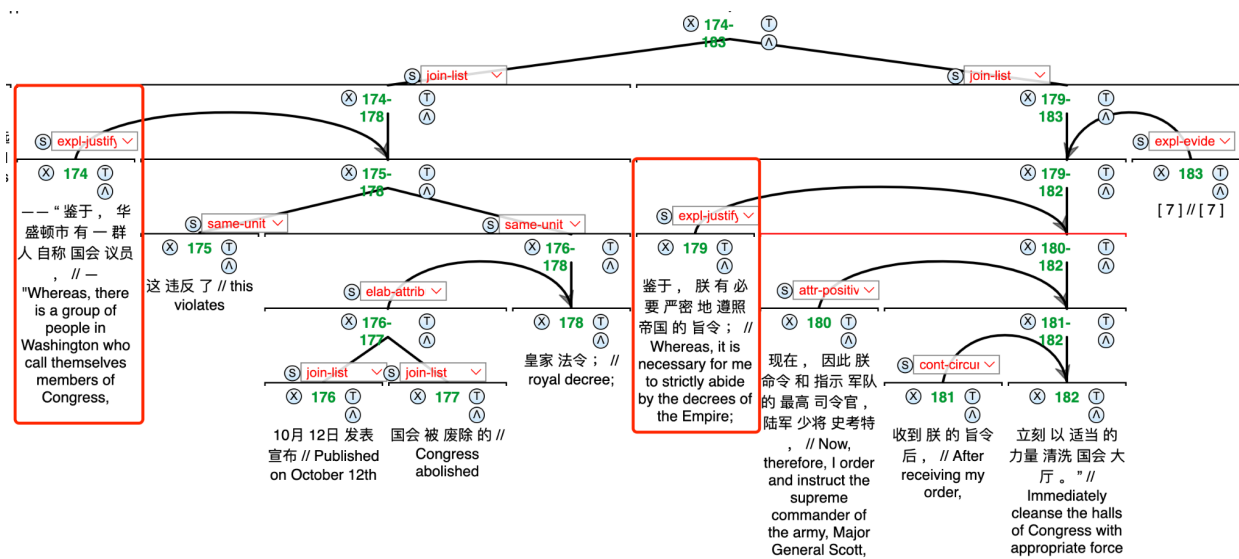 174-
183
join-list
join-list
174-
178
179-
183
expl-justify
expl-evide
174
175-
178
179-
182
183
—— “ 鉴于 ， 华
盛顿市 有 一 群
人 自称 国会 议员
， // —
"Whereas, there
is a group of
people in
Washington who
call themselves
members of
Congress,
[ 7 ] // [ 7 ]
same-unit
same-unit
expl-justify
175
176-
178
179
180-
182
这 违反 了 // this
violates
鉴于 ， 朕 有 必
要 严密 地 遵照
帝国 的 旨令 ； //
Whereas, it is
necessary for me
to strictly abide
by the decrees of
the Empire;
elab-attrib
attr-positiv
176-
177
178
180
181-
182
皇家 法令 ； //
royal decree;
现在 ， 因此 朕
命令 和 指示 军队
的 最高 司令官 ，
陆军 少将 史考特
， // Now,
therefore, I order
and instruct the
supreme
commander of
the army, Major
General Scott,
join-list
join-list
cont-circur
176
177
181
182
10月 12日 发表
宣布 // Published
on October 12th
国会 被 废除 的 //
Congress
abolished
收到 朕 的 旨令
后 ， // After
receiving my
order,
立刻 以 适当 的
力量 清洗 国会 大
厅 。 ” //
Immediately
cleanse the halls
of Congress with
appropriate force